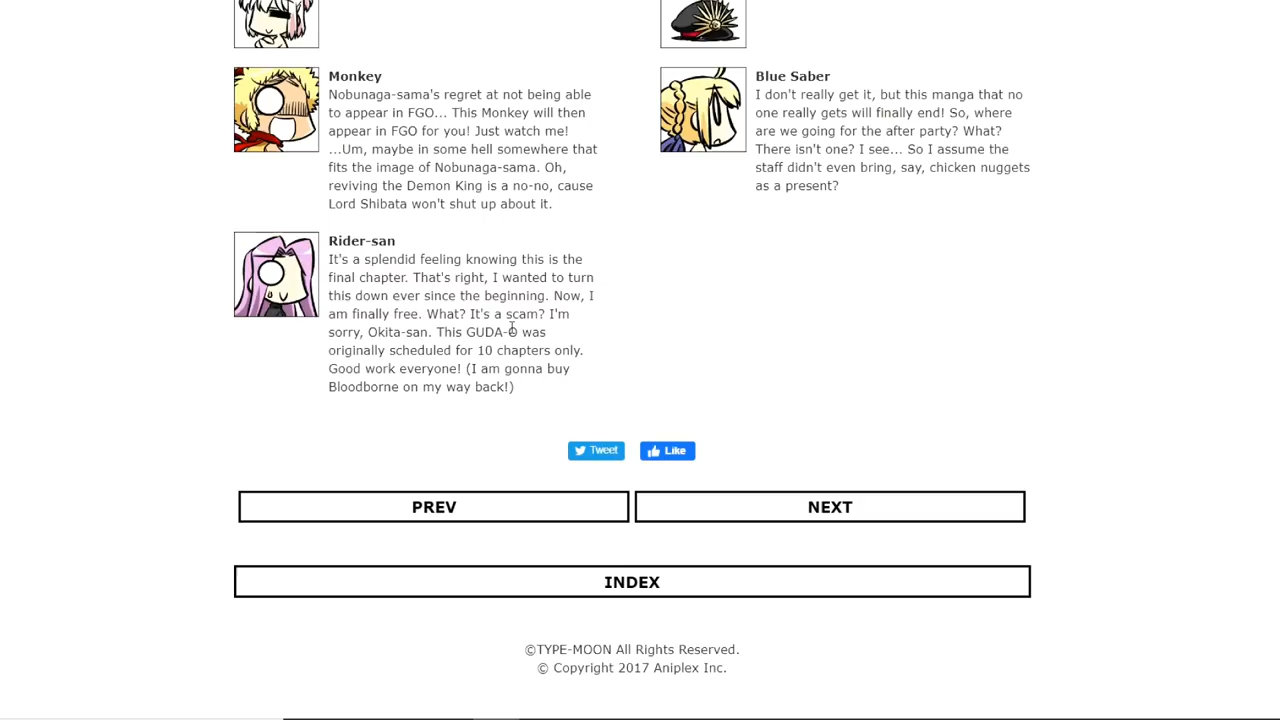 Monkey
Nobunaga-sama's regret at not being able
to appear in FGO... This Monkey will then
appear in FGO for you! Just watch me!
...Um, maybe in some hell somewhere that
fits the image of Nobunaga-sama. Oh,
reviving the Demon King is a no-no, cause
Lord Shibata won't shut up about it.
Blue Saber
I don't really get it, but this manga that no
one really gets will finally end! So, where
are we going for the after party? What?
There isn't one? I see... So I assume the
staff didn't even bring, say, chicken nuggets
as a present?
Rider-san
It's a splendid feeling knowing this is the
final chapter. That's right, I wanted to turn
this down ever since the beginning. Now, I
am finally free. What? It's a scam? I'm
sorry, Okita-san. This GUDA-O was
originally scheduled for 10 chapters only.
Good work everyone! (I am gonna buy
Bloodborne on my way back!)
Tweet
Like
PREV
NEXT
INDEX
©TYPE-MOON All Rights Reserved.
© Copyright 2017 Aniplex Inc.